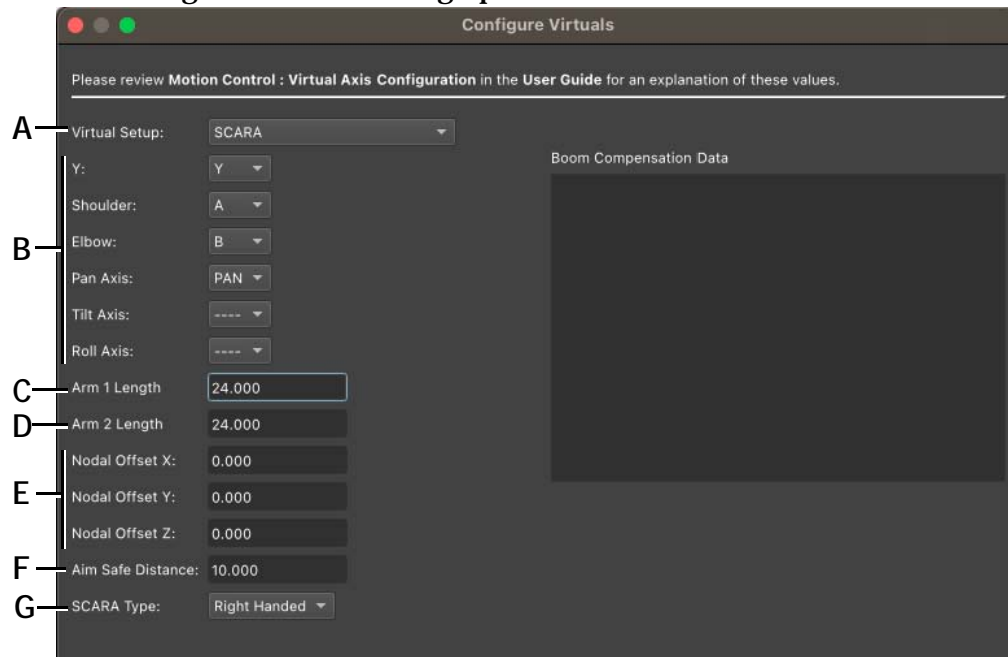 Configure Virtuals
Please review Motion Control : Virtual Axis Configuration in the User Guide for an explanation of these values.
A Virtual Setup: SCARA
Boom Compensation Data
Y: Y
Shoulder: A
B Elbow: B
Pan Axis: PAN
Tilt Axis: ----
Roll Axis: ----
C Arm 1 Length 24.000
D Arm 2 Length 24.000
Nodal Offset X: 0.000
E Nodal Offset Y: 0.000
Nodal Offset Z: 0.000
F Aim Safe Distance: 10.000
G SCARA Type: Right Handed